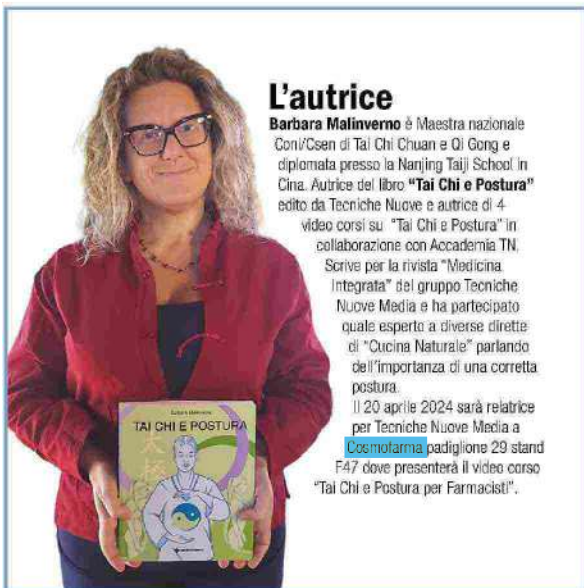 L'autrice
Barbara Malinverno è Maestra nazionale
Coni/Csen di Tai Chi Chuan e Qi Gong e
diplomata presso la Nanjing Taiji School in
Cina. Autrice del libro "Tai Chi e Postura"
edito da Tecniche Nuove e autrice di 4
video corsi su "Tai Chi e Postura" in
collaborazione con Accademia TN.
Scrive per la rivista "Medicina
Integrata" del gruppo Tecniche
Nuove Media e ha partecipato
quale esperto a diverse dirette
di "Cucina Naturale" parlando
dell'importanza di una corretta
postura.
Il 20 aprile 2024 sarà relatrice
per Tecniche Nuove Media a
Cosmofarma padiglione 29 stand
F47 dove presenterà il video corso
"Tai Chi e Postura per Farmacisti".
Barbara Malinverno
TAI CHI E POSTURA
太
極